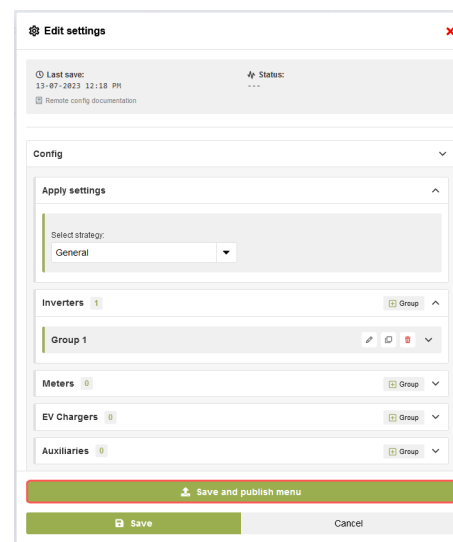 Edit settings
Last save:
Status:
13-07-2023 12:18 PM
---
Remote config documentation
Config
Apply settings
Select strategy:
General
Inverters 1
Group
Group 1
Meters 0
Group
EV Chargers 0
Group
Auxiliaries 0
Group
Save and publish menu
Save
Cancel